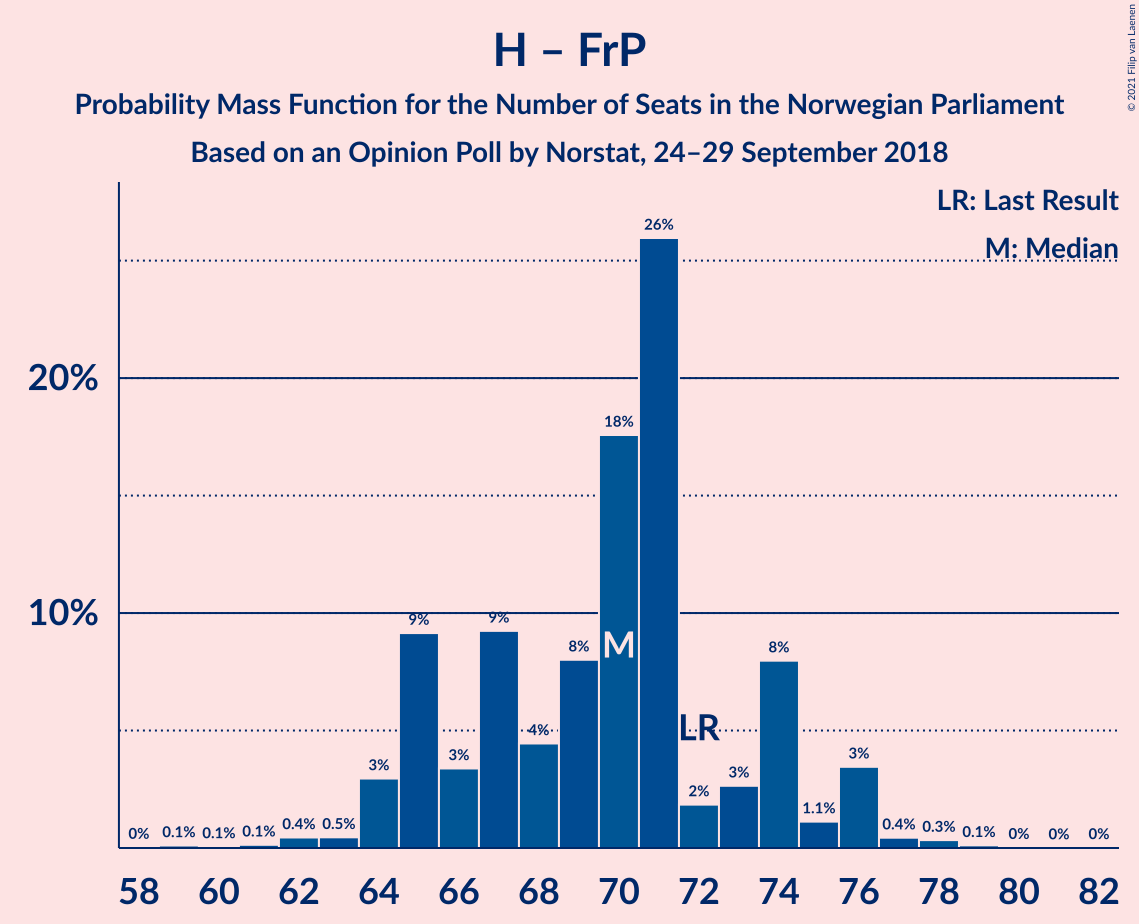 © 2021 Filip van Laenen
H – FrP
Probability Mass Function for the Number of Seats in the Norwegian Parliament
Based on an Opinion Poll by Norstat, 24–29 September 2018
LR: Last Result
M: Median
26%
20%
18%
10%
9%
9%
8%
M
8%
LR
4%
3%
3%
3%
3%
2%
1.1%
0% 0.1% 0.1% 0.1% 0.4% 0.5%
0.4% 0.3% 0.1% 0% 0% 0%
58 60 62 64 66 68 70 72 74 76 78 80 82